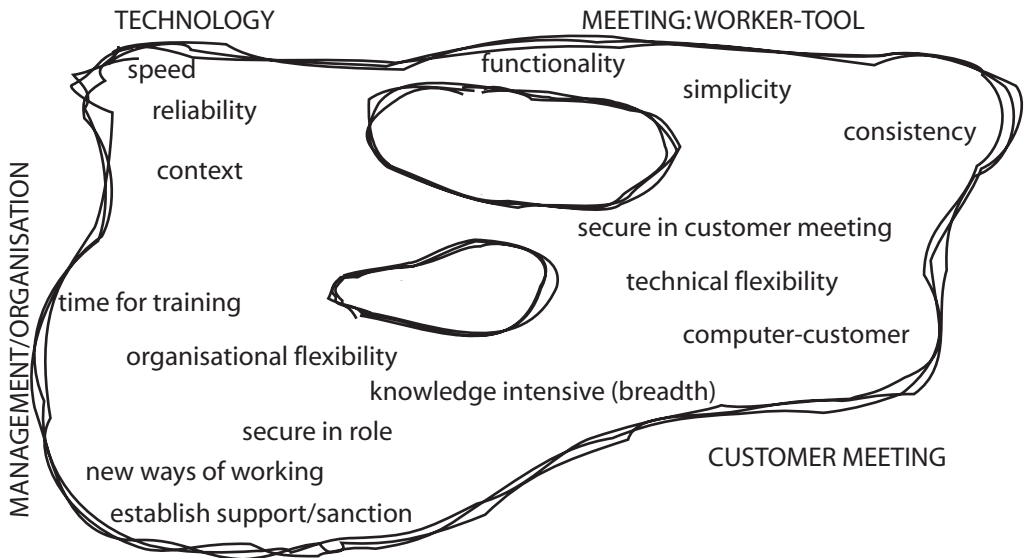 TECHNOLOGY
MEETING: WORKER-TOOL
speed
functionality
simplicity
reliability
consistency
context
MANAGEMENT/ORGANISATION
secure in customer meeting
technical flexibility
time for training
computer-customer
organisational flexibility
knowledge intensive (breadth)
secure in role
CUSTOMER MEETING
new ways of working
establish support/sanction